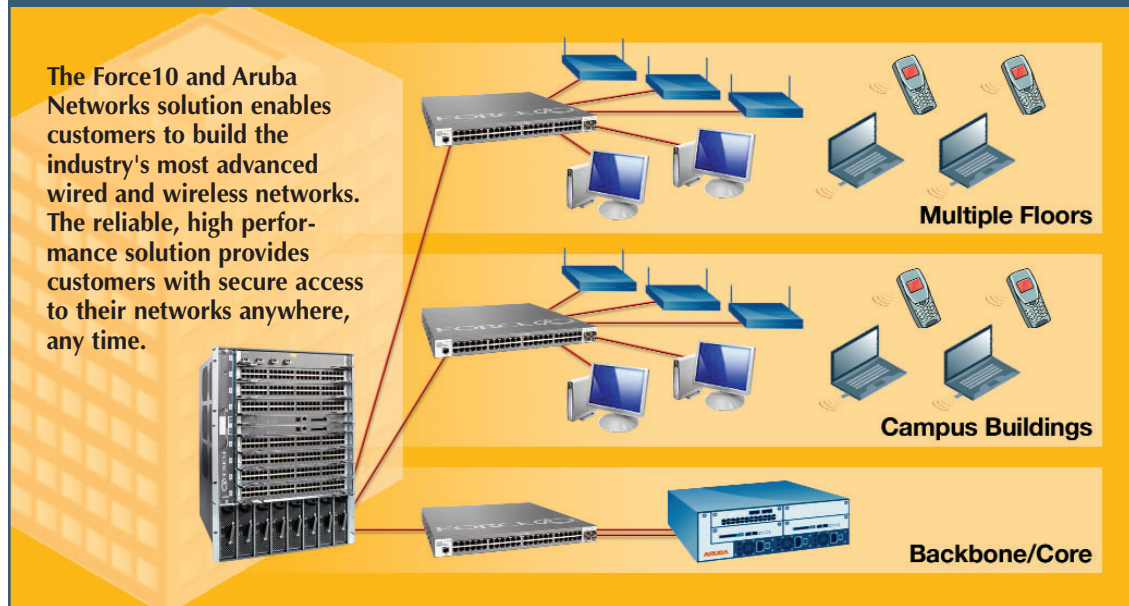 The Force10 and Aruba
Networks solution enables
customers to build the
industry's most advanced
wired and wireless networks.
The reliable, high perfor-
mance solution provides
customers with secure access
to their networks anywhere,
any time.
Multiple Floors
Campus Buildings
Backbone/Core
ARUBA